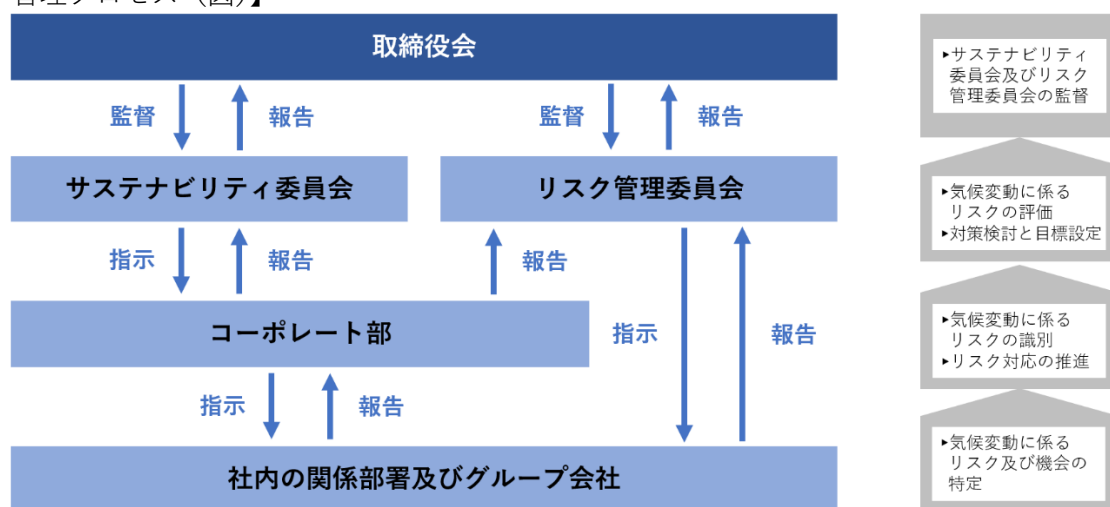 管理プロセス（図）】
取締役会
監督
報告
監督
報告
サステナビリティ委員会
リスク管理委員会
指示
報告
報告
コーポレート部
指示
報告
指示
報告
社内の関係部署及びグループ会社
▸サステナビリティ
委員会及びリスク
管理委員会の監督
▸気候変動に係る
リスクの評価
▸対策検討と目標設定
▸気候変動に係る
リスクの識別
▸リスク対応の推進
▸気候変動に係る
リスク及び機会の
特定